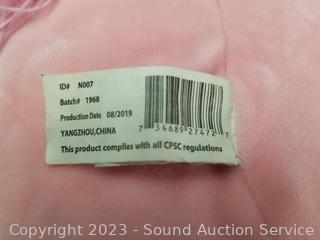 ID# N007
Batch# 1968
Production Date 08/2019
YANGZHOU,CHINA
7 54689 27472 7
This product complies with all CPSC regulations
Copyright © 2023 - Sound Auction Service